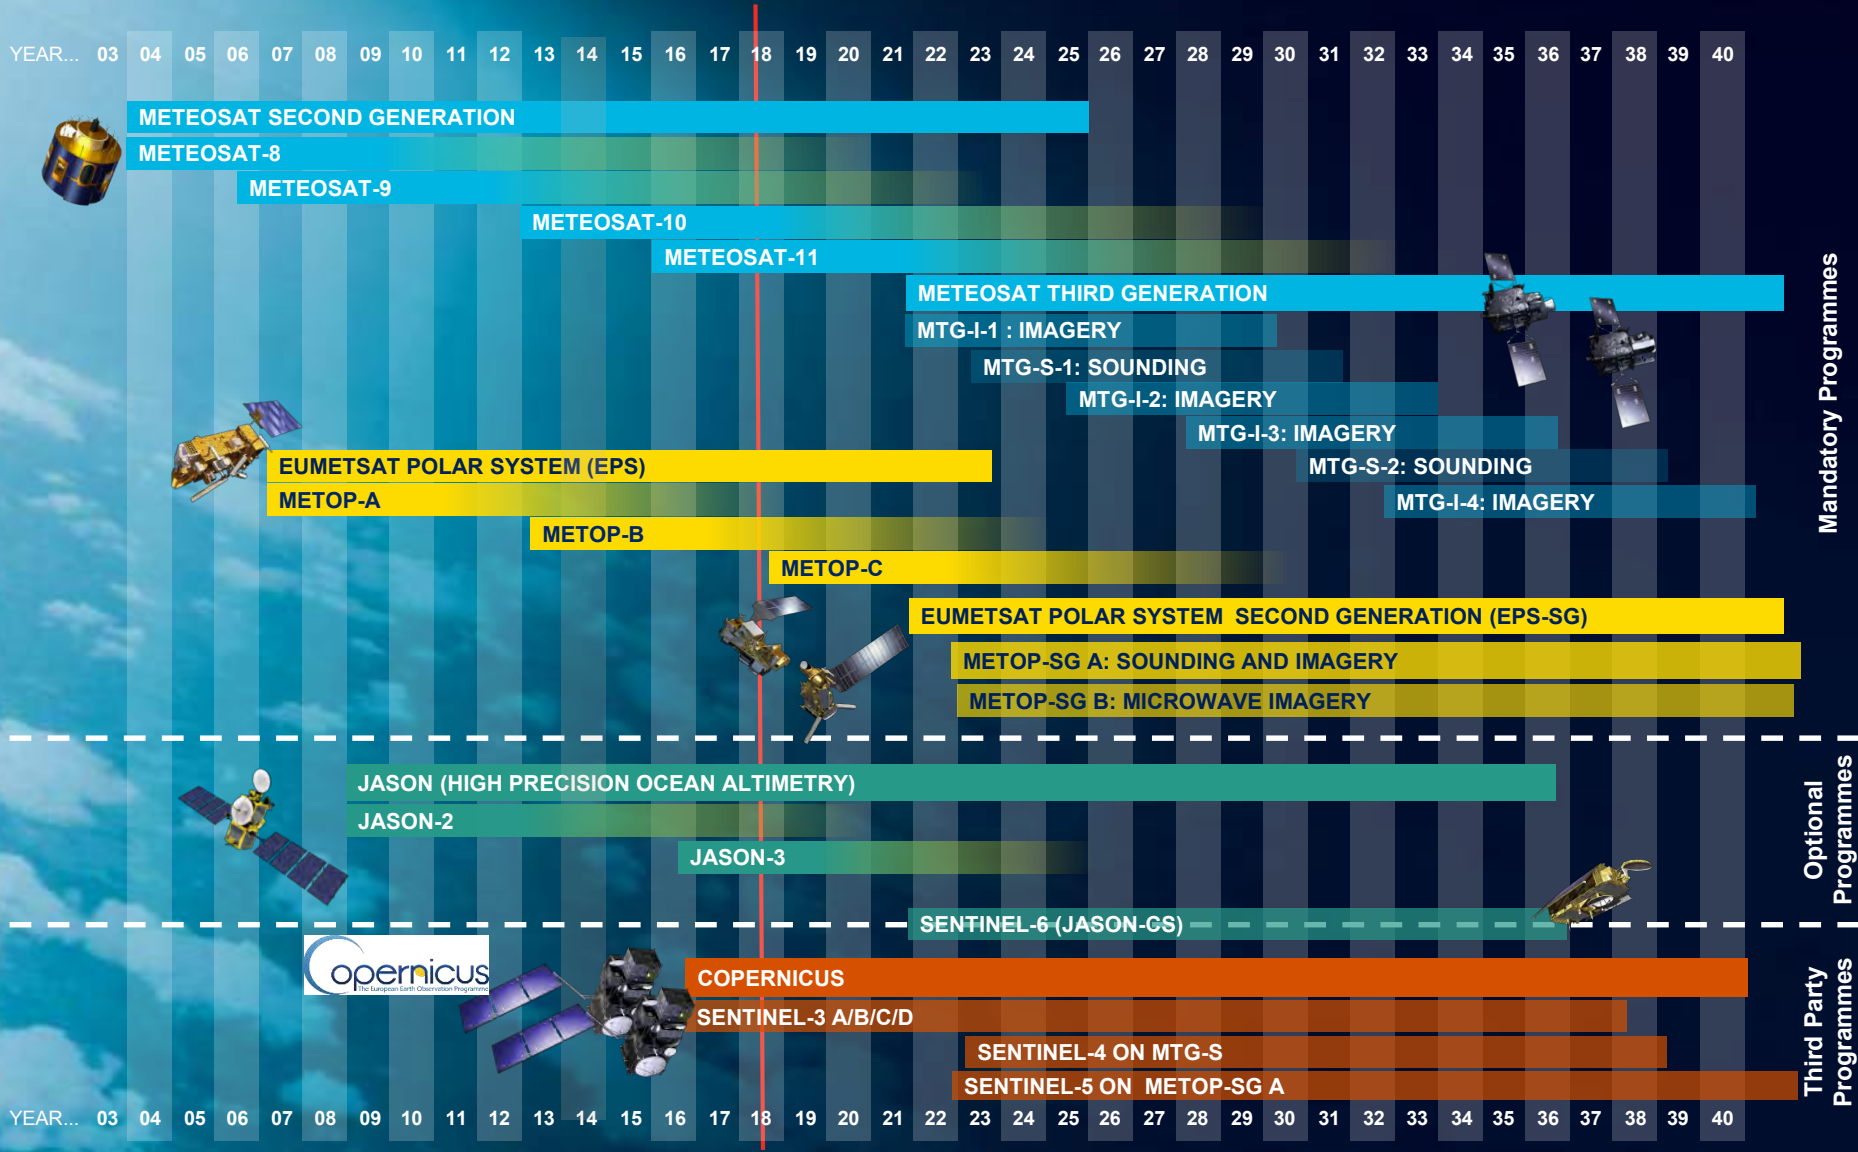 YEAR... 03 04 05 06 07 08 09 10 11 12 13 14 15 16 17 18 19 20 21 22 23 24 25 26 27 28 29 30 31 32 33 34 35 36 37 38 39 40
METEOSAT SECOND GENERATION
METEOSAT-8
METEOSAT-9
METEOSAT-10
METEOSAT-11
METEOSAT THIRD GENERATION
MTG-I-1 : IMAGERY
MTG-S-1: SOUNDING
MTG-I-2: IMAGERY
MTG-I-3: IMAGERY
MTG-S-2: SOUNDING
MTG-I-4: IMAGERY
Mandatory Programmes
EUMETSAT POLAR SYSTEM (EPS)
METOP-A
METOP-B
METOP-C
EUMETSAT POLAR SYSTEM SECOND GENERATION (EPS-SG)
METOP-SG A: SOUNDING AND IMAGERY
METOP-SG B: MICROWAVE IMAGERY
JASON (HIGH PRECISION OCEAN ALTIMETRY)
JASON-2
JASON-3
Optional
Programmes
SENTINEL-6 (JASON-CS)
Copernicus
The European Earth Observation Programme
COPERNICUS
SENTINEL-3 A/B/C/D
SENTINEL-4 ON MTG-S
SENTINEL-5 ON METOP-SG A
Third Party
Programmes
YEAR... 03 04 05 06 07 08 09 10 11 12 13 14 15 16 17 18 19 20 21 22 23 24 25 26 27 28 29 30 31 32 33 34 35 36 37 38 39 40